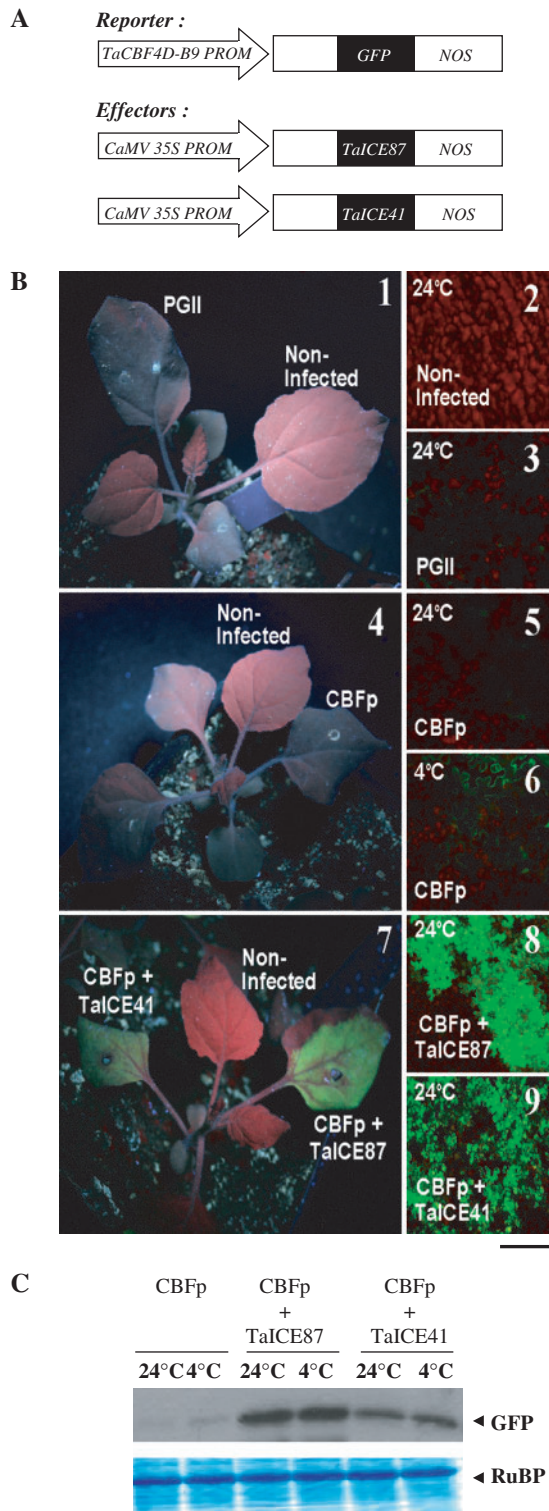 A
Reporter :
TaCBF4D-B9 PROM
GFP
NOS
Effectors :
CaMV 35S PROM
TaICE87
NOS
CaMV 35S PROM
TaICE41
NOS
B
1
PGII
Non-
Infected
24°C
2
Non-
Infected
24°C
3
PGII
4
Non-
Infected
CBFp
24°C
5
CBFp
4°C
6
CBFp
7
Non-
Infected
CBFp +
TaICE41
CBFp +
TaICE87
24°C
8
CBFp +
TaICE87
24°C
9
CBFp +
TaICE41
C
CBFp
CBFp
+
TaICE87
CBFp
+
TaICE41
24°C 4°C
24°C 4°C
24°C 4°C
GFP
RuBP